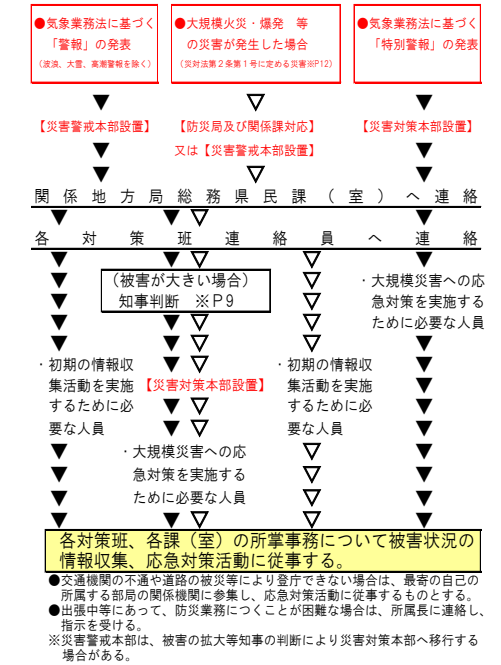 ●気象業務法に基づく
「警報」の発表
(波浪、大雪、高潮警報を除く)
●大規模火災・爆発　等
の災害が発生した場合
(災対法第２条第１号に定める災害※P12)
●気象業務法に基づく
「特別警報」の発表
【災害警戒本部設置】
【防災局及び関係課対応】
又は【災害警戒本部設置】
【災害対策本部設置】
関係地方局総務県民課（室）へ連絡
各対策班連絡員へ連絡
(被害が大きい場合)
知事判断　※P9
・大規模災害への応
急対策を実施する
ために必要な人員
・初期の情報収
集活動を実施
するために必
要な人員
【災害対策本部設置】
・初期の情報収
集活動を実施
するために必
要な人員
・大規模災害への応
急対策を実施する
ために必要な人員
各対策班、各課（室）の所掌事務について被害状況の
情報収集、応急対策活動に従事する。
●交通機関の不通や道路の被災等により登庁できない場合は、最寄の自己の
所属する部局の関係機関に参集し、応急対策活動に従事するものとする。
●出張中等にあって、防災業務につくことが困難な場合は、所属長に連絡し、
指示を受ける。
※災害警戒本部は、被害の拡大等知事の判断により災害対策本部へ移行する
場合がある。